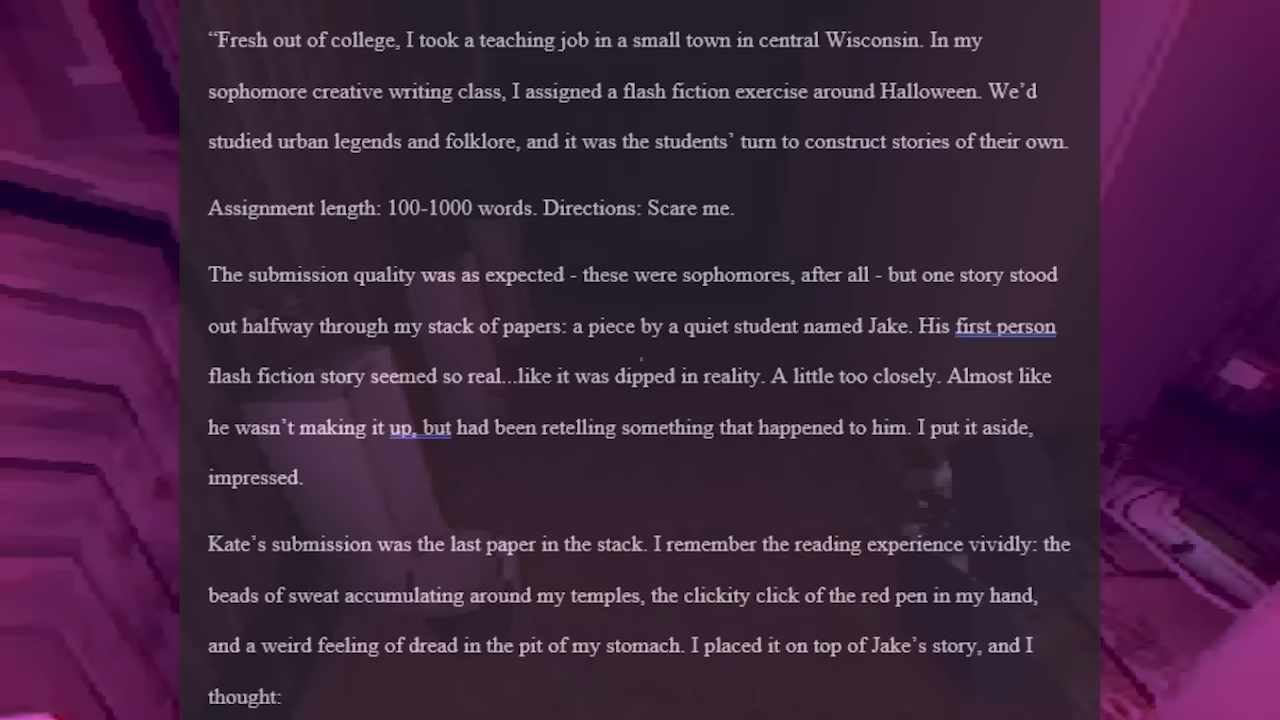 “Fresh out of college, I took a teaching job in a small town in central Wisconsin. In my
sophomore creative writing class, I assigned a flash fiction exercise around Halloween. We’d
studied urban legends and folklore, and it was the students’ turn to construct stories of their own.
Assignment length: 100-1000 words. Directions: Scare me.
The submission quality was as expected - these were sophomores, after all - but one story stood
out halfway through my stack of papers: a piece by a quiet student named Jake. His first person
flash fiction story seemed so real...like it was dipped in reality. A little too closely. Almost like
he wasn’t making it up, but had been retelling something that happened to him. I put it aside,
impressed.
Kate’s submission was the last paper in the stack. I remember the reading experience vividly: the
beads of sweat accumulating around my temples, the clickity click of the red pen in my hand,
and a weird feeling of dread in the pit of my stomach. I placed it on top of Jake’s story, and I
thought: